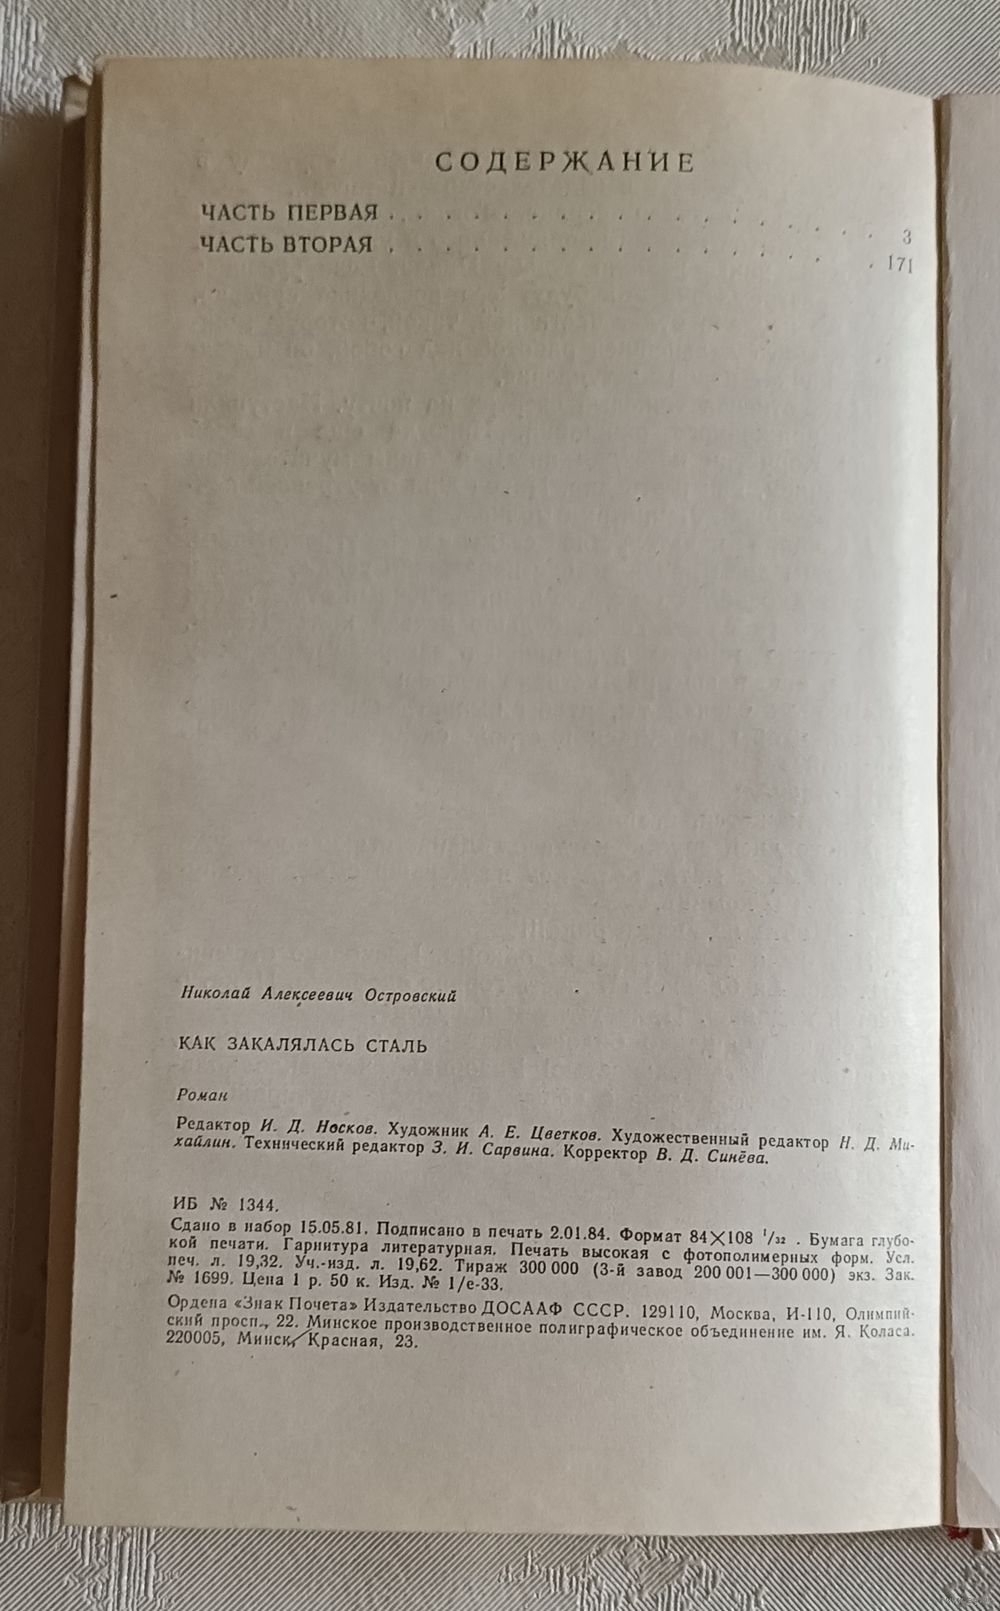 СОДЕРЖАНИЕ
ЧАСТЬ ПЕРВАЯ . . . . . . . . . . . . . . . . . 3
ЧАСТЬ ВТОРАЯ . . . . . . . . . . . . . . . . . 171
Николай Алексеевич Островский
КАК ЗАКАЛЯЛАСЬ СТАЛЬ
Роман
Редактор И. Д. Носков. Художник А. Е. Цветков. Художественный редактор Н. Д. Ми-
хайлин. Технический редактор З. И. Сарвина. Корректор В. Д. Синёва.
ИБ № 1344.
Сдано в набор 15.05.81. Подписано в печать 2.01.84. Формат 84×108 1/32 . Бумага глубо-
кой печати. Гарнитура литературная. Печать высокая с фотополимерных форм. Усл.
печ. л. 19,32. Уч.-изд. л. 19,62. Тираж 300 000 (3-й завод 200 001—300 000) экз. Зак.
№ 1699. Цена 1 р. 50 к. Изд. № 1/е-33.
Ордена «Знак Почета» Издательство ДОСААФ СССР. 129110, Москва, И-110, Олимпий-
ский просп., 22. Минское производственное полиграфическое объединение им. Я. Коласа.
220005, Минск, Красная, 23.